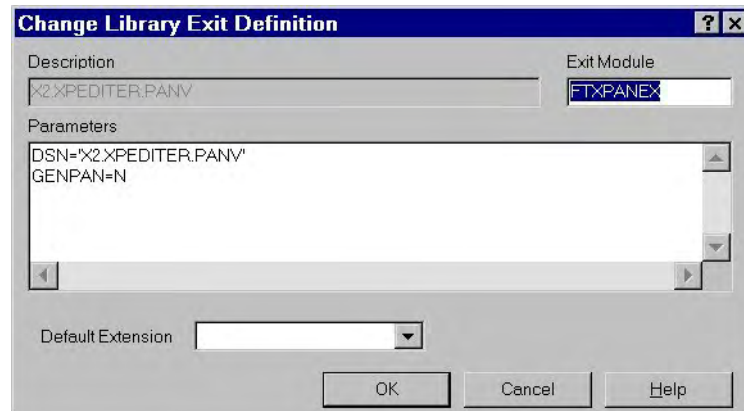 Change Library Exit Definition
Description
Exit Module
X2.XPEDITER.PANV
FTXPANEX
Parameters
DSN='X2.XPEDITER.PANV'
GENPAN=N
Default Extension
OK
Cancel
Help